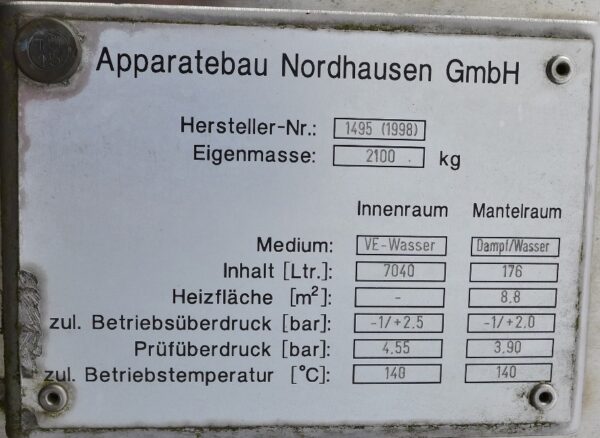 Apparatebau Nordhausen GmbH
Hersteller-Nr.: 1495 (1998)
Eigenmasse: 2100 kg
Innenraum Mantelraum
Medium: VE-Wasser Dampf/Wasser
Inhalt [Ltr.]: 7040 176
Heizfläche [m²]: - 8.8
zul. Betriebsüberdruck [bar]: -1/+2.5 -1/+2.0
Prüfüberdruck [bar]: 4.55 3.90
zul. Betriebstemperatur [°C]: 140 140